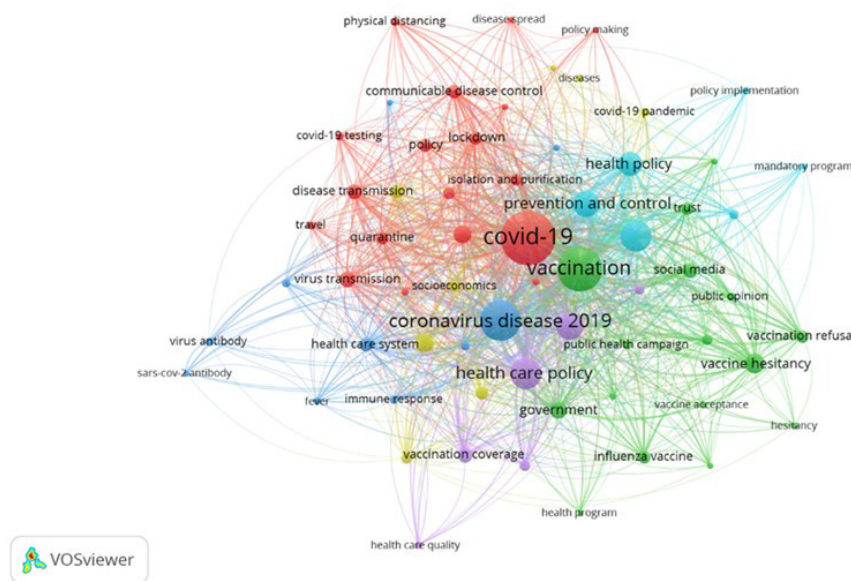 physical distancing
disease spread
policy making
diseases
communicable disease control
policy implementation
covid-19 pandemic
covid-19 testing
policy
lockdown
health policy
mandatory program
isolation and purification
disease transmission
prevention and control
trust
travel
quarantine
covid-19
vaccination
social media
virus transmission
socioeconomics
public opinion
coronavirus disease 2019
vaccination refusa
virus antibody
health care system
public health campaign
vaccine hesitancy
sars-cov-2 antibody
health care policy
fever
immune response
government
vaccine acceptance
hesitancy
vaccination coverage
influenza vaccine
health program
health care quality
VOSviewer